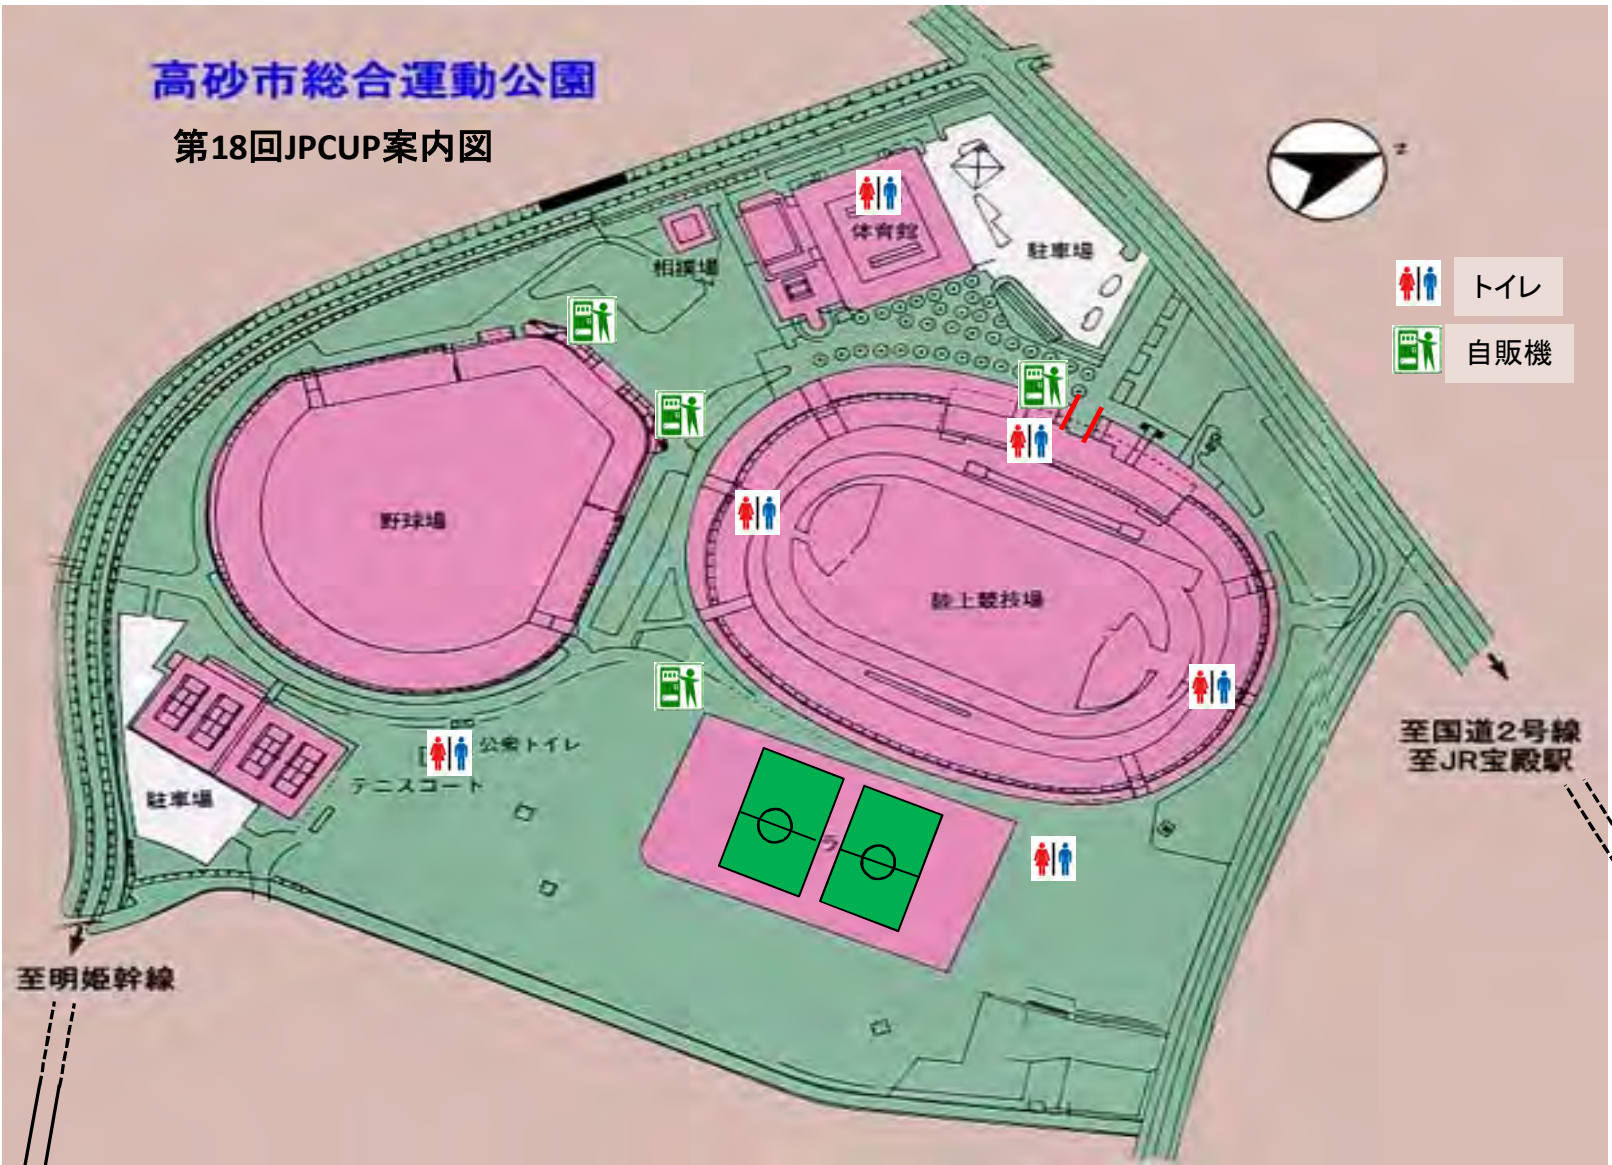 高砂市総合運動公園
第18回JPCUP案内図
N
体育館
駐車場
相撲場
トイレ
自販機
野球場
陸上競技場
至国道2号線
至JR宝殿駅
公衆トイレ
テニスコート
駐車場
ラ
至明姫幹線